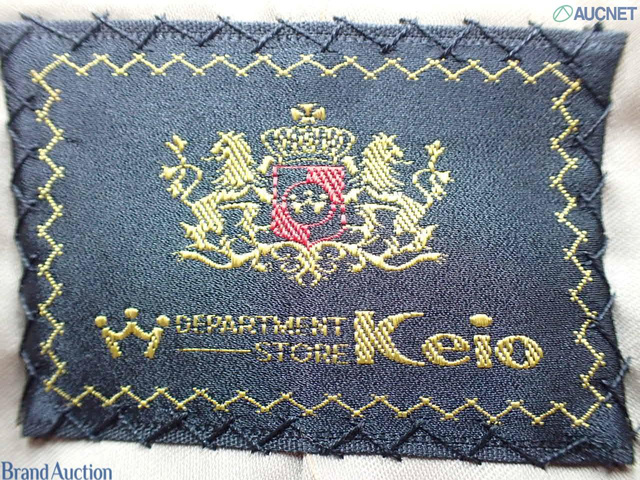 AUCNET
DEPARTMENT
STORE Keio
Brand Auction